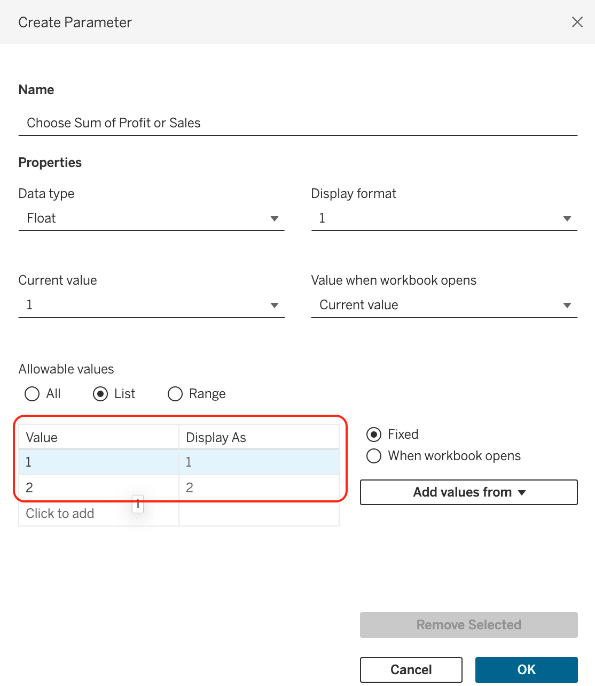 Create Parameter
Name
Choose Sum of Profit or Sales
Properties
Data type
Display format
Float
1
Current value
Value when workbook opens
1
Current value
Allowable values
All
List
Range
Value
Display As
1
1
2
2
Click to add
1
Fixed
When workbook opens
Add values from
Remove Selected
Cancel
OK